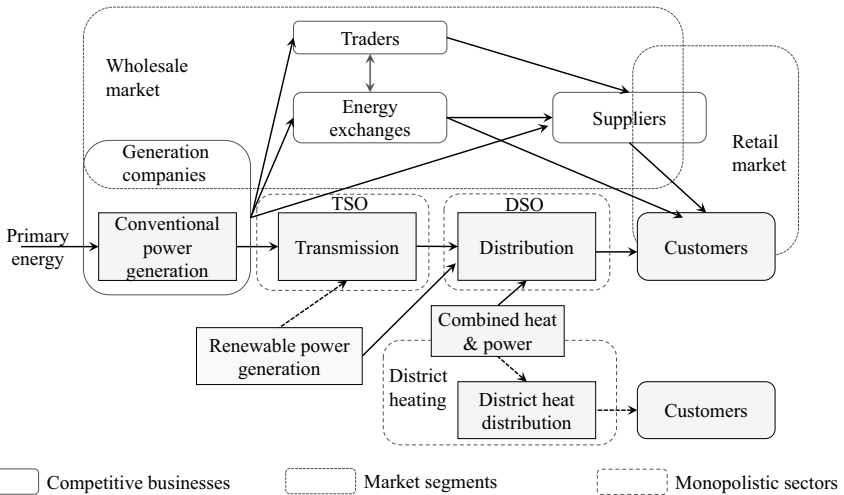 Traders
Wholesale
market
Energy
exchanges
Suppliers
Retail
market
Generation
companies
TSO
DSO
Primary
energy
Conventional
power
generation
Transmission
Distribution
Customers
Renewable power
generation
Combined heat
& power
District
heating
District heat
distribution
Customers
Competitive businesses
Market segments
Monopolistic sectors